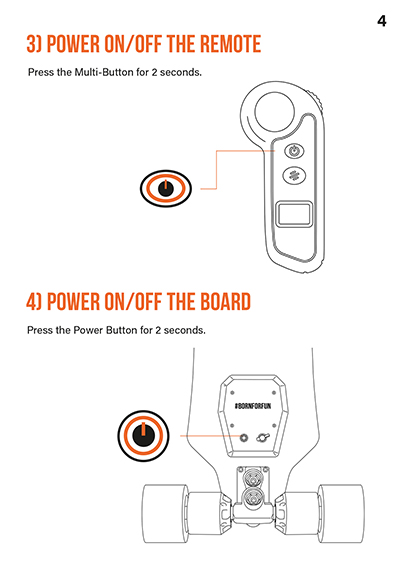 4
3) POWER ON/OFF THE REMOTE
Press the Multi-Button for 2 seconds.
4) POWER ON/OFF THE BOARD
Press the Power Button for 2 seconds.
#BORNFORFUN